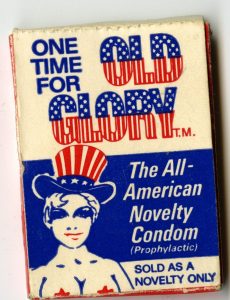 ONE
TIME
FOR
OLD
GLORY T.M.
The All-
American
Novelty
Condom
(Prophylactic)
SOLD AS A
NOVELTY ONLY